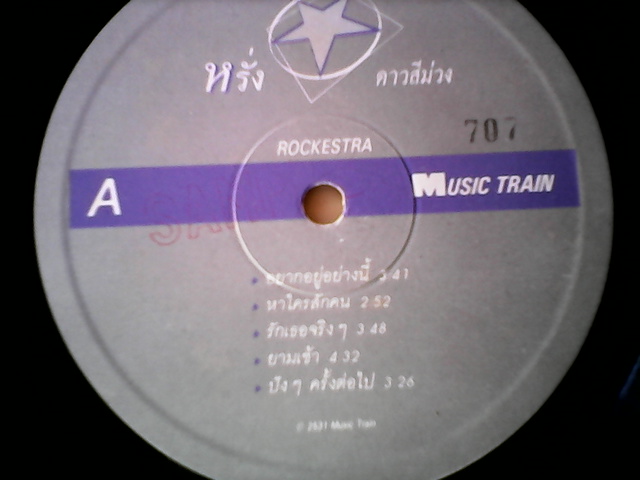 หรั่ง ดาวสีม่วง
ROCKESTRA
707
A MUSIC TRAIN
อยากอยู่อย่างนี้ 3 41
หาใครสักคน 2 52
รักเธอจริง ๆ 3 48
ยามเช้า 4 32
ปัง ๆ ครั้งต่อไป 3 26
© 2531 Music Train